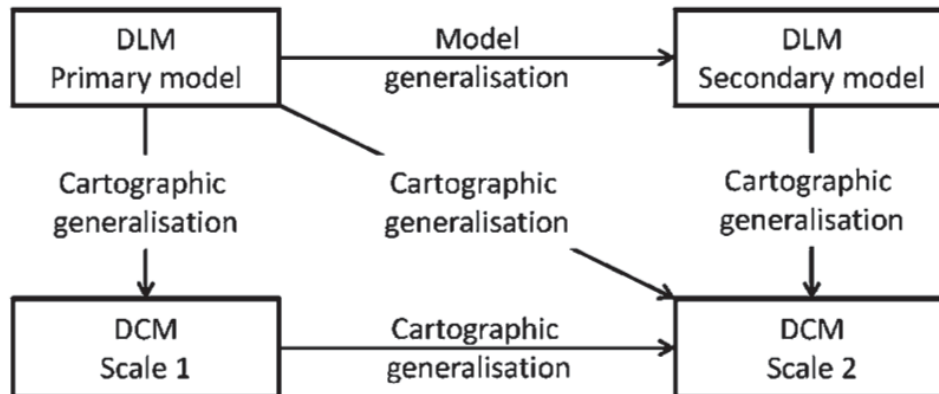 DLM
Primary model
Model
generalisation
DLM
Secondary model
Cartographic
generalisation
Cartographic
generalisation
Cartographic
generalisation
DCM
Scale 1
Cartographic
generalisation
DCM
Scale 2